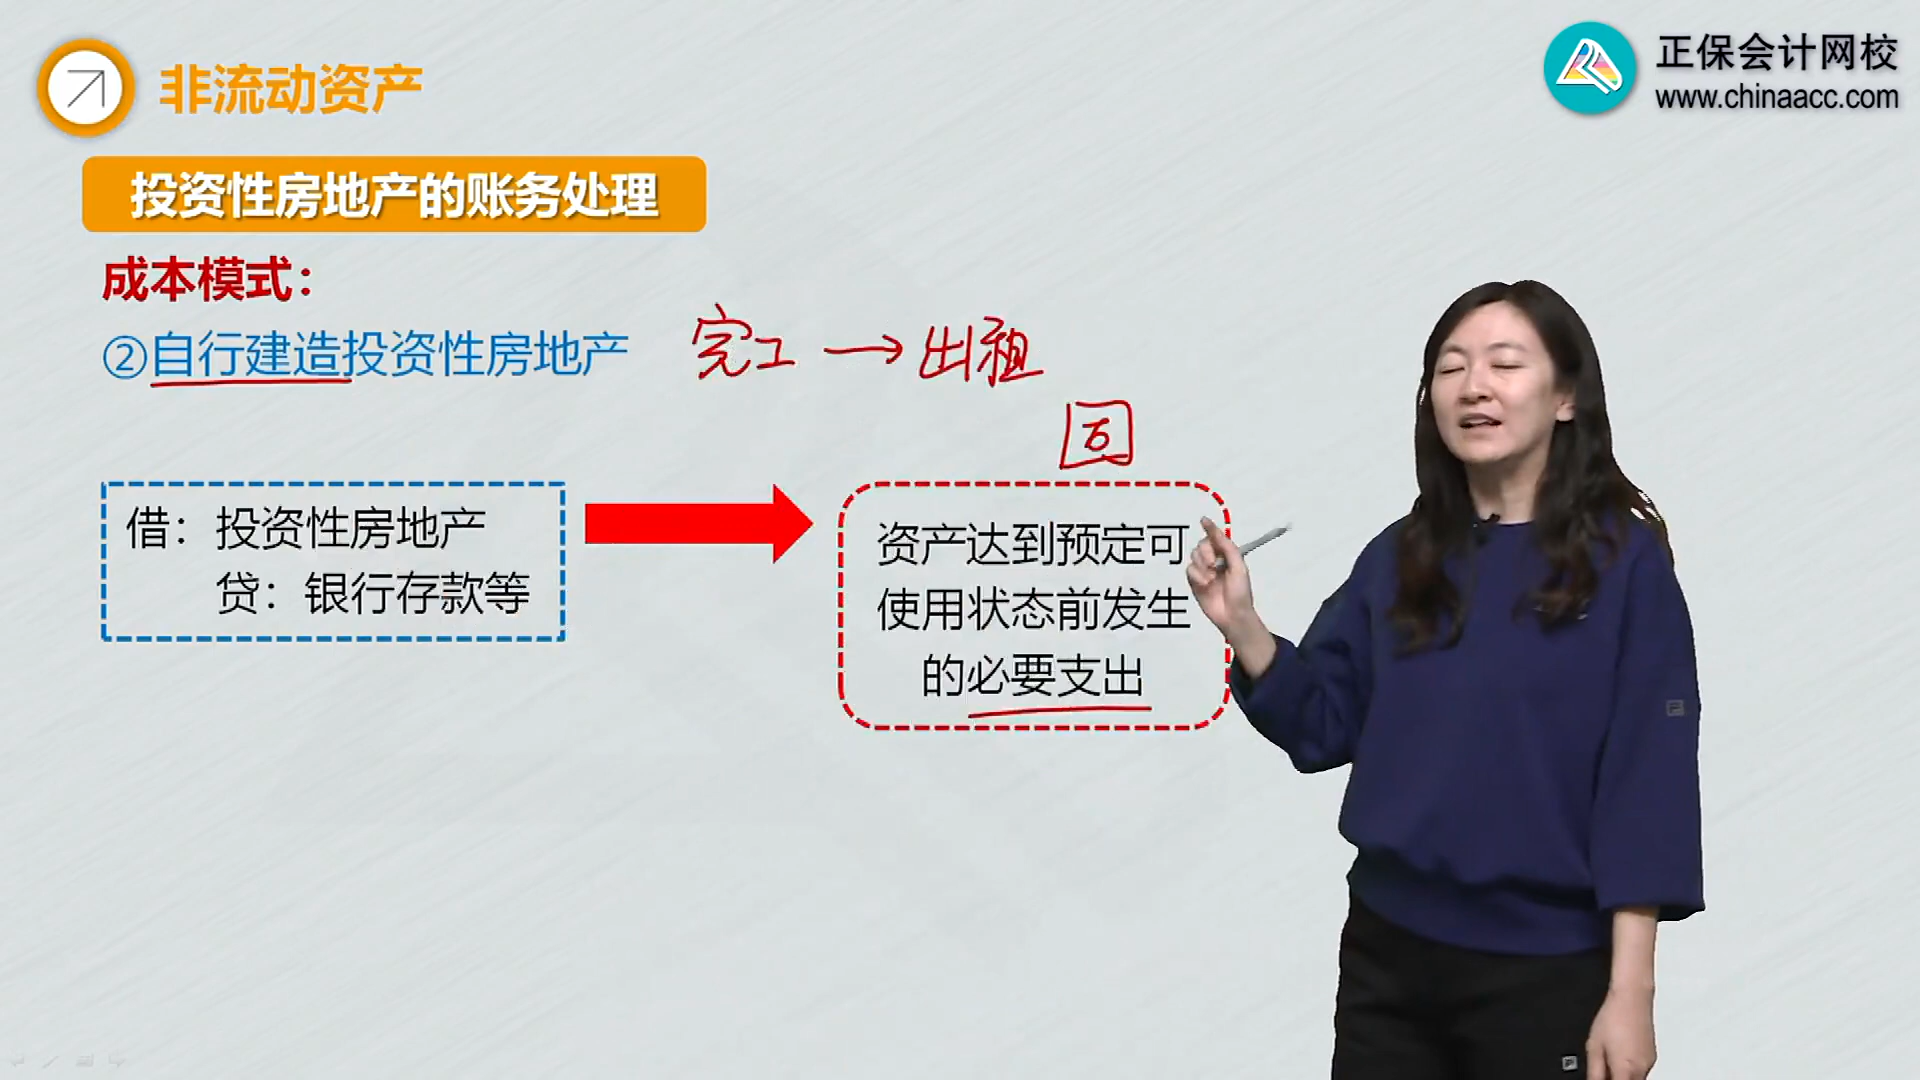 非流动资产
正保会计网校
www.chinaacc.com
投资性房地产的账务处理
成本模式：
②自行建造投资性房地产
完工→出租
固
借：投资性房地产
贷：银行存款等
资产达到预定可
使用状态前发生
的必要支出